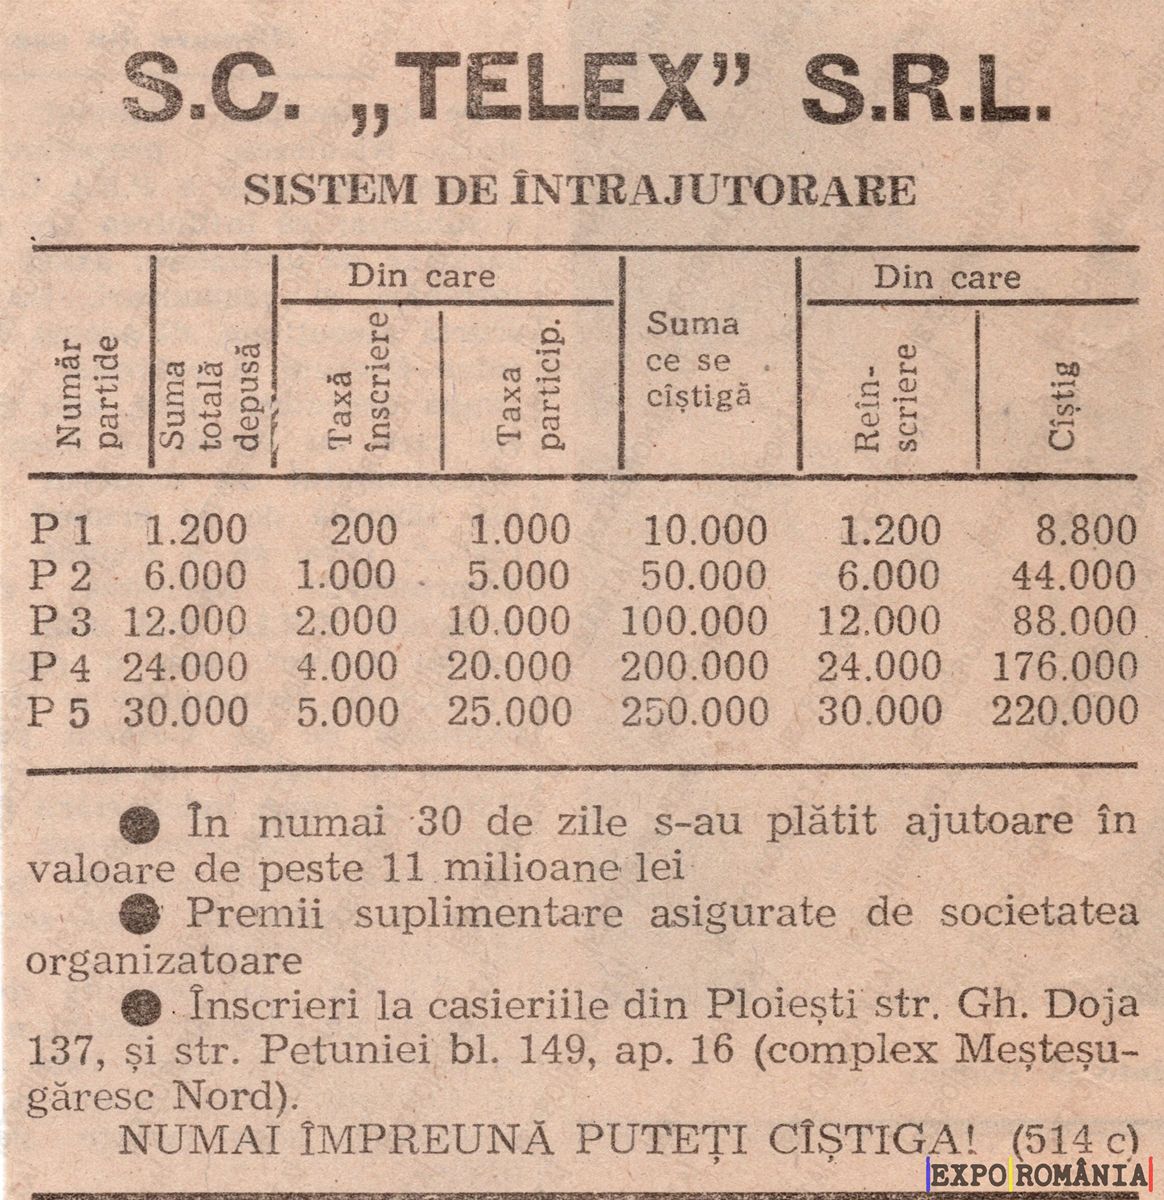 S.C. „TELEX” S.R.L.
SISTEM DE ÎNTRAJUTORARE
Număr partide
Suma totală depusă
Din care
Taxă înscriere
Taxa particip.
Suma ce se cîștigă
Din care
Reîn-
scriere
Cîștig
P 1 1.200 200 1.000 10.000 1.200 8.800
P 2 6.000 1.000 5.000 50.000 6.000 44.000
P 3 12.000 2.000 10.000 100.000 12.000 88.000
P 4 24.000 4.000 20.000 200.000 24.000 176.000
P 5 30.000 5.000 25.000 250.000 30.000 220.000
● În numai 30 de zile s-au plătit ajutoare în
valoare de peste 11 milioane lei
● Premii suplimentare asigurate de societatea
organizatoare
● Înscrieri la casieriile din Ploiești str. Gh. Doja
137, și str. Petuniei bl. 149, ap. 16 (complex Meșteșu-
găresc Nord).
NUMAI ÎMPREUNĂ PUTEȚI CÎȘTIGA! (514 c)
EXPO ROMÂNIA